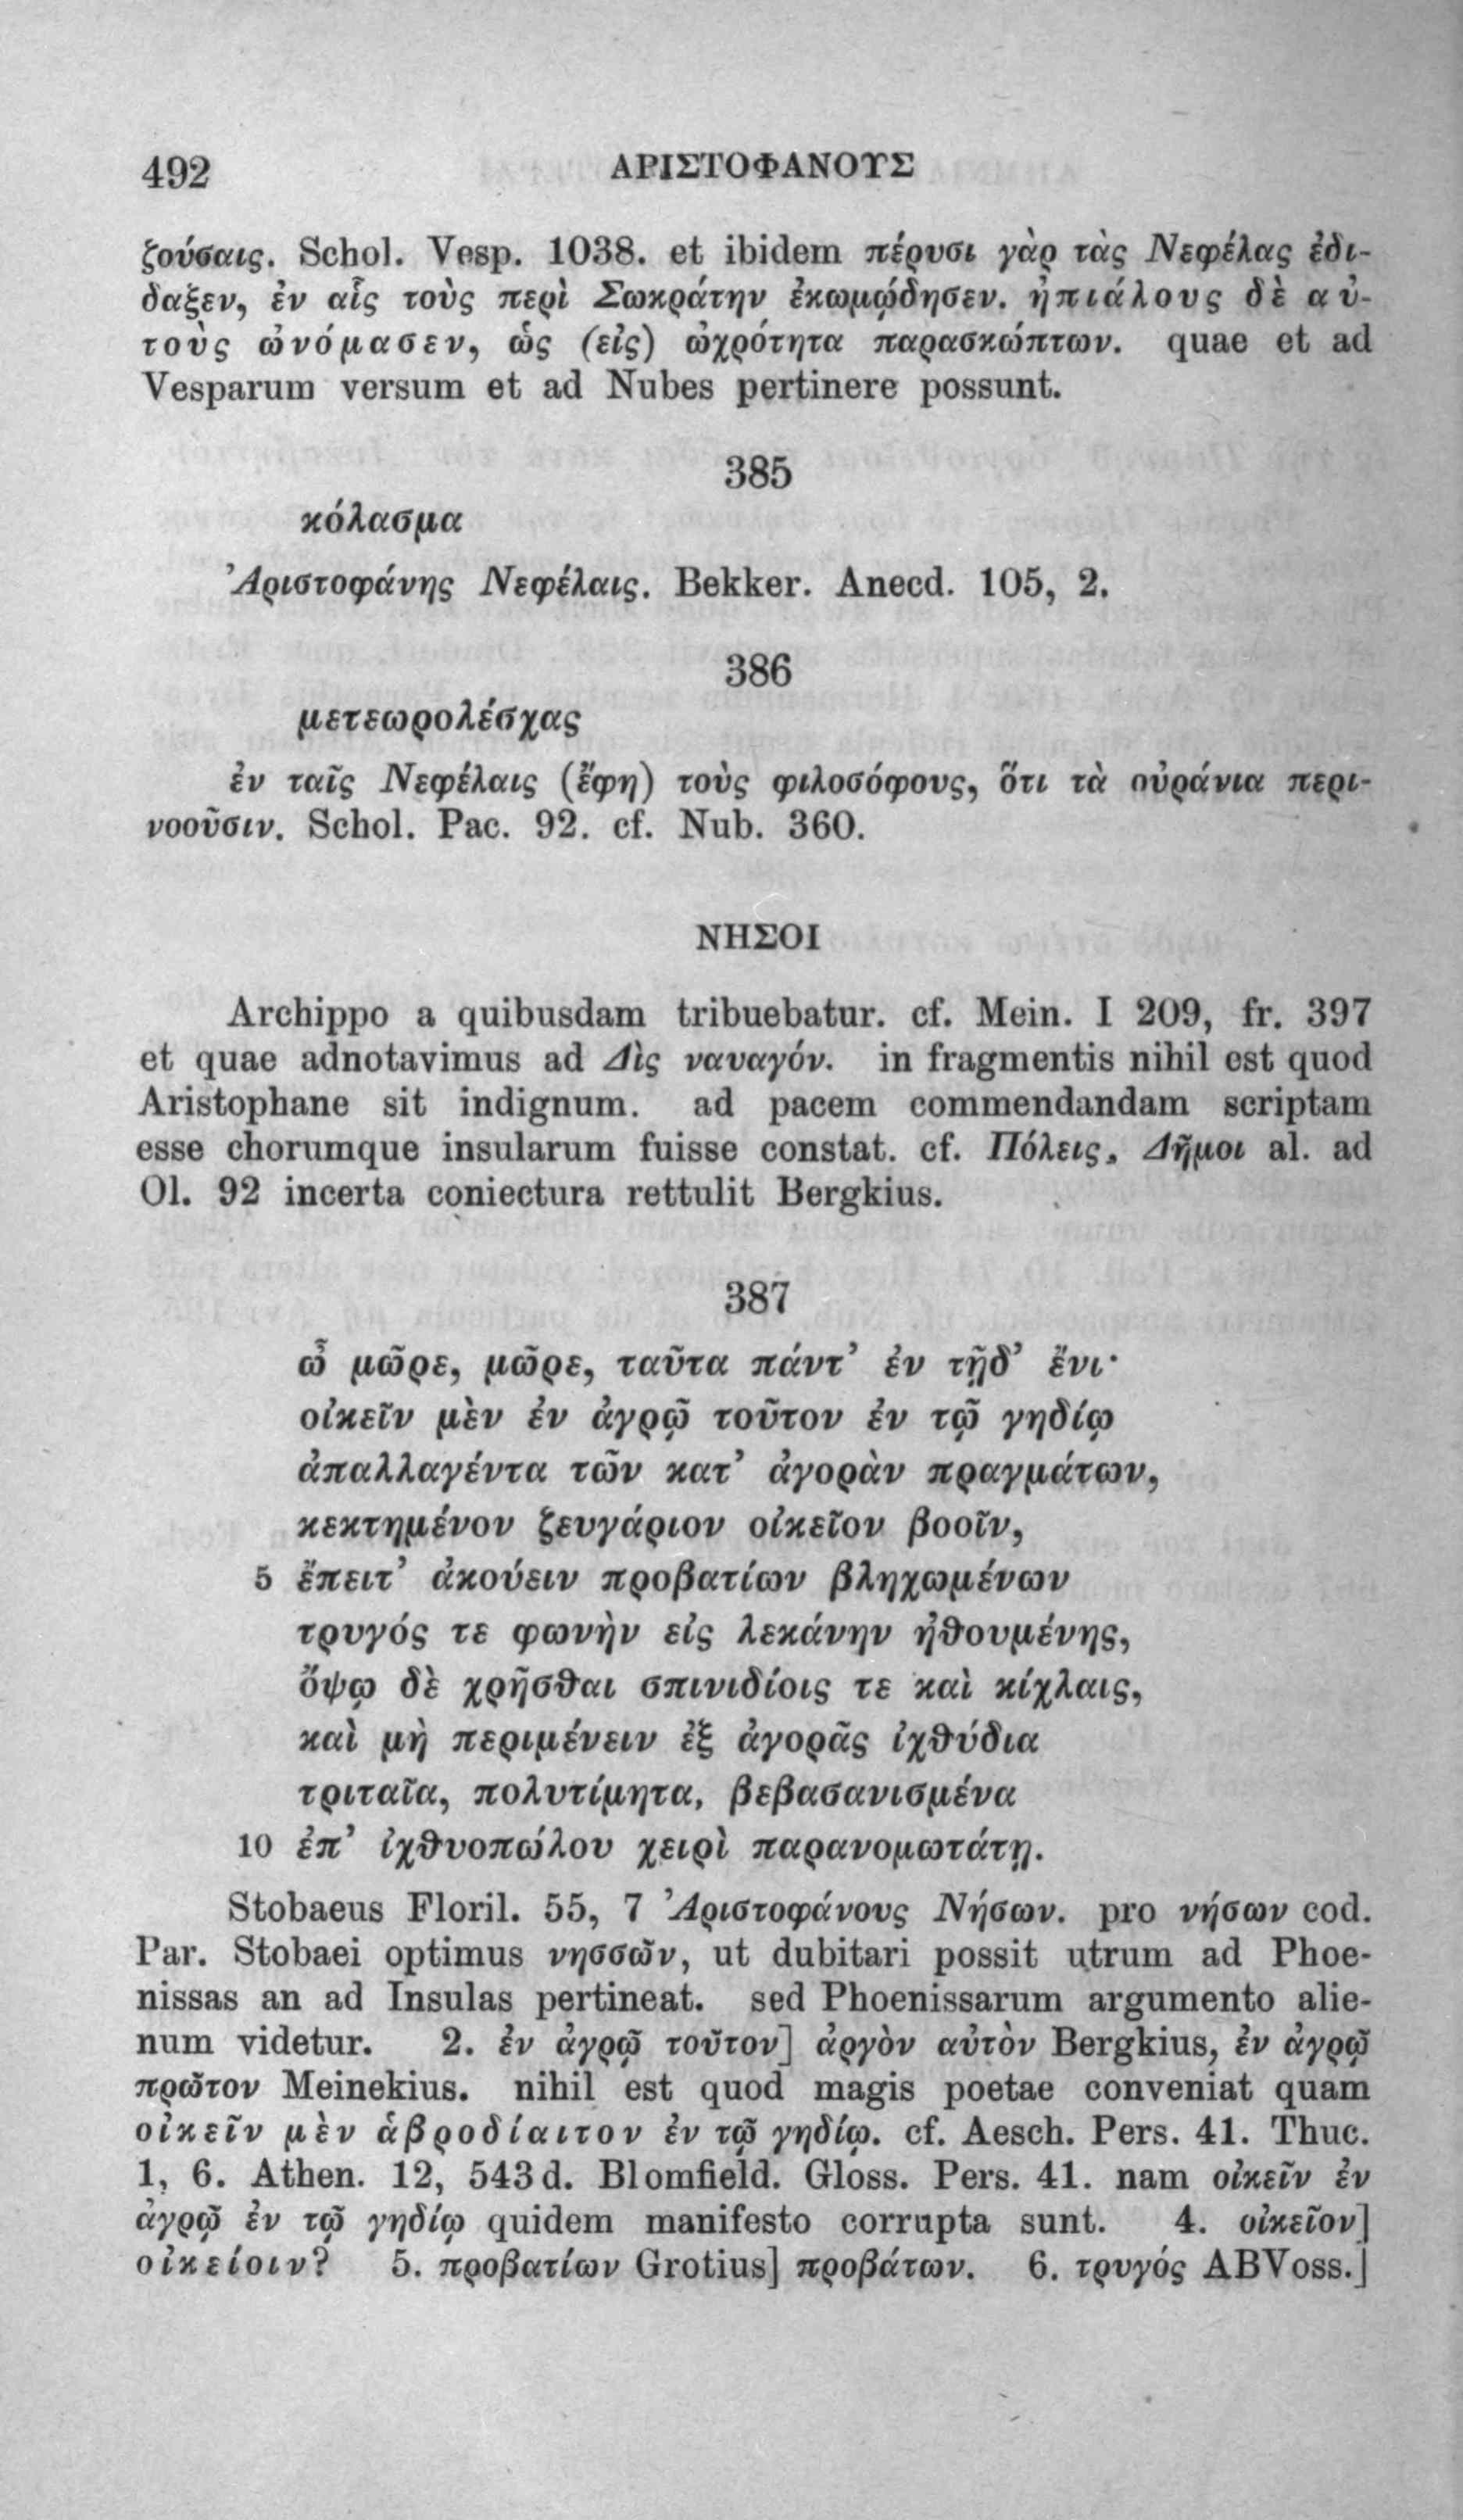 492 ΑΡΙΣΤΟΦΑΝΟΥΣ
ζούσαις. Schol. Vesp. 1038. et ibidem πέρυσι γὰρ τὰς Νεφέλας ἐδι-
δαξεν, ἐν αἷς τοὺς περὶ Σωκράτην ἐκωμῴδησεν. ἠπιάλους δὲ αὐ-
τοὺς ὠνόμασεν, ὡς (εἰς) ὠχρότητα παρασκώπτων. quae et ad
Vesparum versum et ad Nubes pertinere possunt.
385
κόλασμα
Ἀριστοφάνης Νεφέλαις. Bekker. Anecd. 105, 2.
386
μετεωρολέσχας
ἐν ταῖς Νεφέλαις (ἔφη) τοὺς φιλοσόφους, ὅτι τὰ οὐράνια περι-
νοοῦσιν. Schol. Pac. 92. cf. Nub. 360.
ΝΗΣΟΙ
Archippo a quibusdam tribuebatur. cf. Mein. I 209, fr. 397
et quae adnotavimus ad Δὶς ναυαγόν. in fragmentis nihil est quod
Aristophane sit indignum. ad pacem commendandam scriptam
esse chorumque insularum fuisse constat. cf. Πόλεις, Δῆμοι al. ad
Ol. 92 incerta coniectura rettulit Bergkius.
387
ὦ μῶρε, μῶρε, ταῦτα πάντ’ ἐν τῇδ’ ἔνι·
οἰκεῖν μὲν ἐν ἀγρῷ τοῦτον ἐν τῷ γηδίῳ
ἀπαλλαγέντα τῶν κατ’ ἀγορὰν πραγμάτων,
κεκτημένον ζευγάριον οἰκεῖον βοοῖν,
5 ἔπειτ’ ἀκούειν προβατίων βληχωμένων
τρυγός τε φωνὴν εἰς λεκάνην ἠθουμένης,
ὄψῳ δὲ χρῆσθαι σπινιδίοις τε καὶ κίχλαις,
καὶ μὴ περιμένειν ἐξ ἀγορᾶς ἰχθύδια
τριταῖα, πολυτίμητα, βεβασανισμένα
10 ἐπ’ ἰχθυοπώλου χειρὶ παρανομωτάτῃ.
Stobaeus Floril. 55, 7 Ἀριστοφάνους Νήσων. pro νήσων cod.
Par. Stobaei optimus νησσῶν, ut dubitari possit utrum ad Phoe-
nissas an ad Insulas pertineat. sed Phoenissarum argumento alie-
num videtur. 2. ἐν ἀγρῷ τοῦτον] ἀργὸν αὐτὸν Bergkius, ἐν ἀγρῷ
πρῶτον Meinekius. nihil est quod magis poetae conveniat quam
οἰκεῖν μὲν ἁβροδίαιτον ἐν τῷ γηδίῳ. cf. Aesch. Pers. 41. Thuc.
1, 6. Athen. 12, 543 d. Blomfield. Gloss. Pers. 41. nam οἰκεῖν ἐν
ἀγρῷ ἐν τῷ γηδίῳ quidem manifesto corrupta sunt. 4. οἰκεῖον]
οἰκείοιν? 5. προβατίων Grotius] προβάτων. 6. τρυγός ABVoss.]